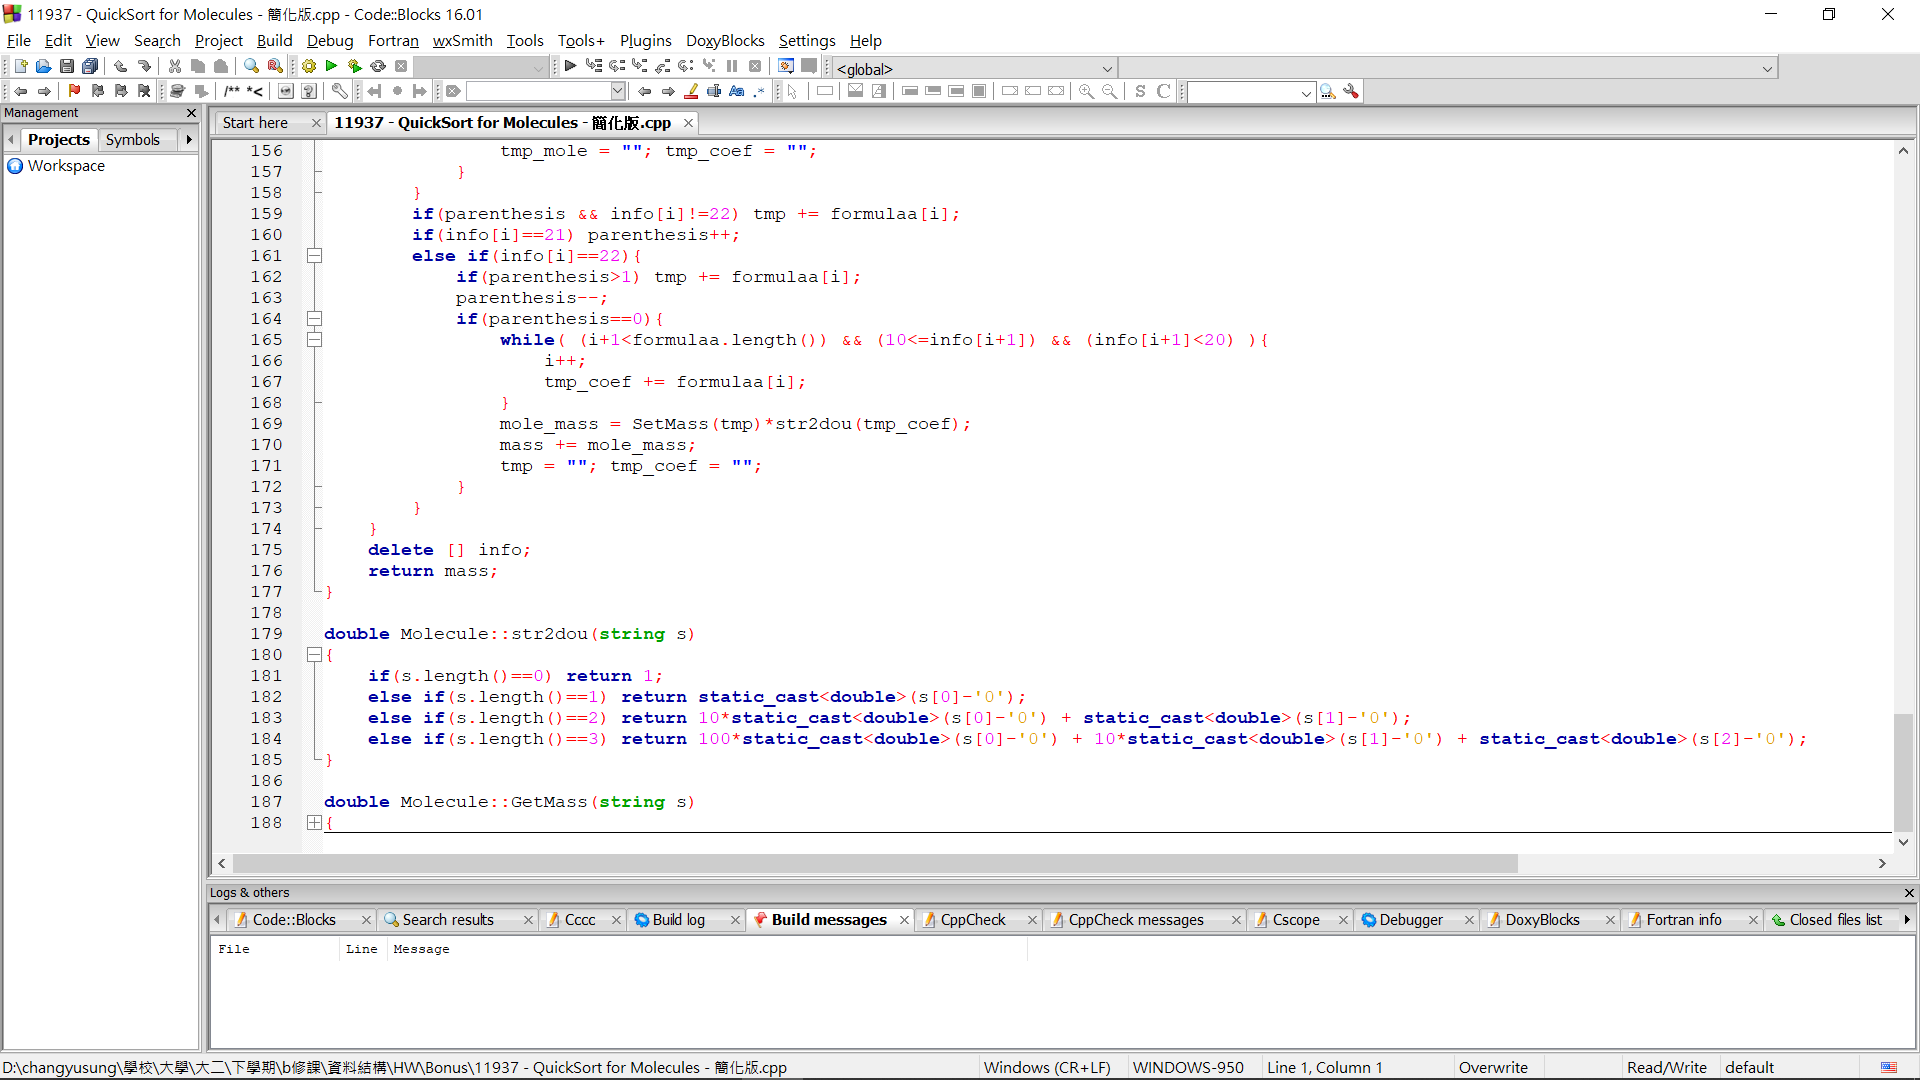 11937 - QuickSort for Molecules - 簡化版.cpp - Code::Blocks 16.01
File Edit View Search Project Build Debug Fortran wxSmith Tools Tools+ Plugins DoxyBlocks Settings Help
<global>
/** *<
S C
Management
Projects Symbols
Workspace
Start here 11937 - QuickSort for Molecules - 簡化版.cpp
156 tmp_mole = ""; tmp_coef = "";
157 }
158 }
159 if(parenthesis && info[i]!=22) tmp += formulaa[i];
160 if(info[i]==21) parenthesis++;
161 else if(info[i]==22){
162 if(parenthesis>1) tmp += formulaa[i];
163 parenthesis--;
164 if(parenthesis==0){
165 while( (i+1<formulaa.length()) && (10<=info[i+1]) && (info[i+1]<20) ){
166 i++;
167 tmp_coef += formulaa[i];
168 }
169 mole_mass = SetMass(tmp)*str2dou(tmp_coef);
170 mass += mole_mass;
171 tmp = ""; tmp_coef = "";
172 }
173 }
174 }
175 delete [] info;
176 return mass;
177 }
178
179 double Molecule::str2dou(string s)
180 {
181 if(s.length()==0) return 1;
182 else if(s.length()==1) return static_cast<double>(s[0]-'0');
183 else if(s.length()==2) return 10*static_cast<double>(s[0]-'0') + static_cast<double>(s[1]-'0');
184 else if(s.length()==3) return 100*static_cast<double>(s[0]-'0') + 10*static_cast<double>(s[1]-'0') + static_cast<double>(s[2]-'0');
185 }
186
187 double Molecule::GetMass(string s)
188 {
Logs & others
Code::Blocks Search results Cccc Build log Build messages CppCheck CppCheck messages Cscope Debugger DoxyBlocks Fortran info Closed files list
File Line Message
D:\changyusung\學校\大學\大二\下學期\b修課\資料結構\HW\Bonus\11937 - QuickSort for Molecules - 簡化版.cpp Windows (CR+LF) WINDOWS-950 Line 1, Column 1 Overwrite Read/Write default